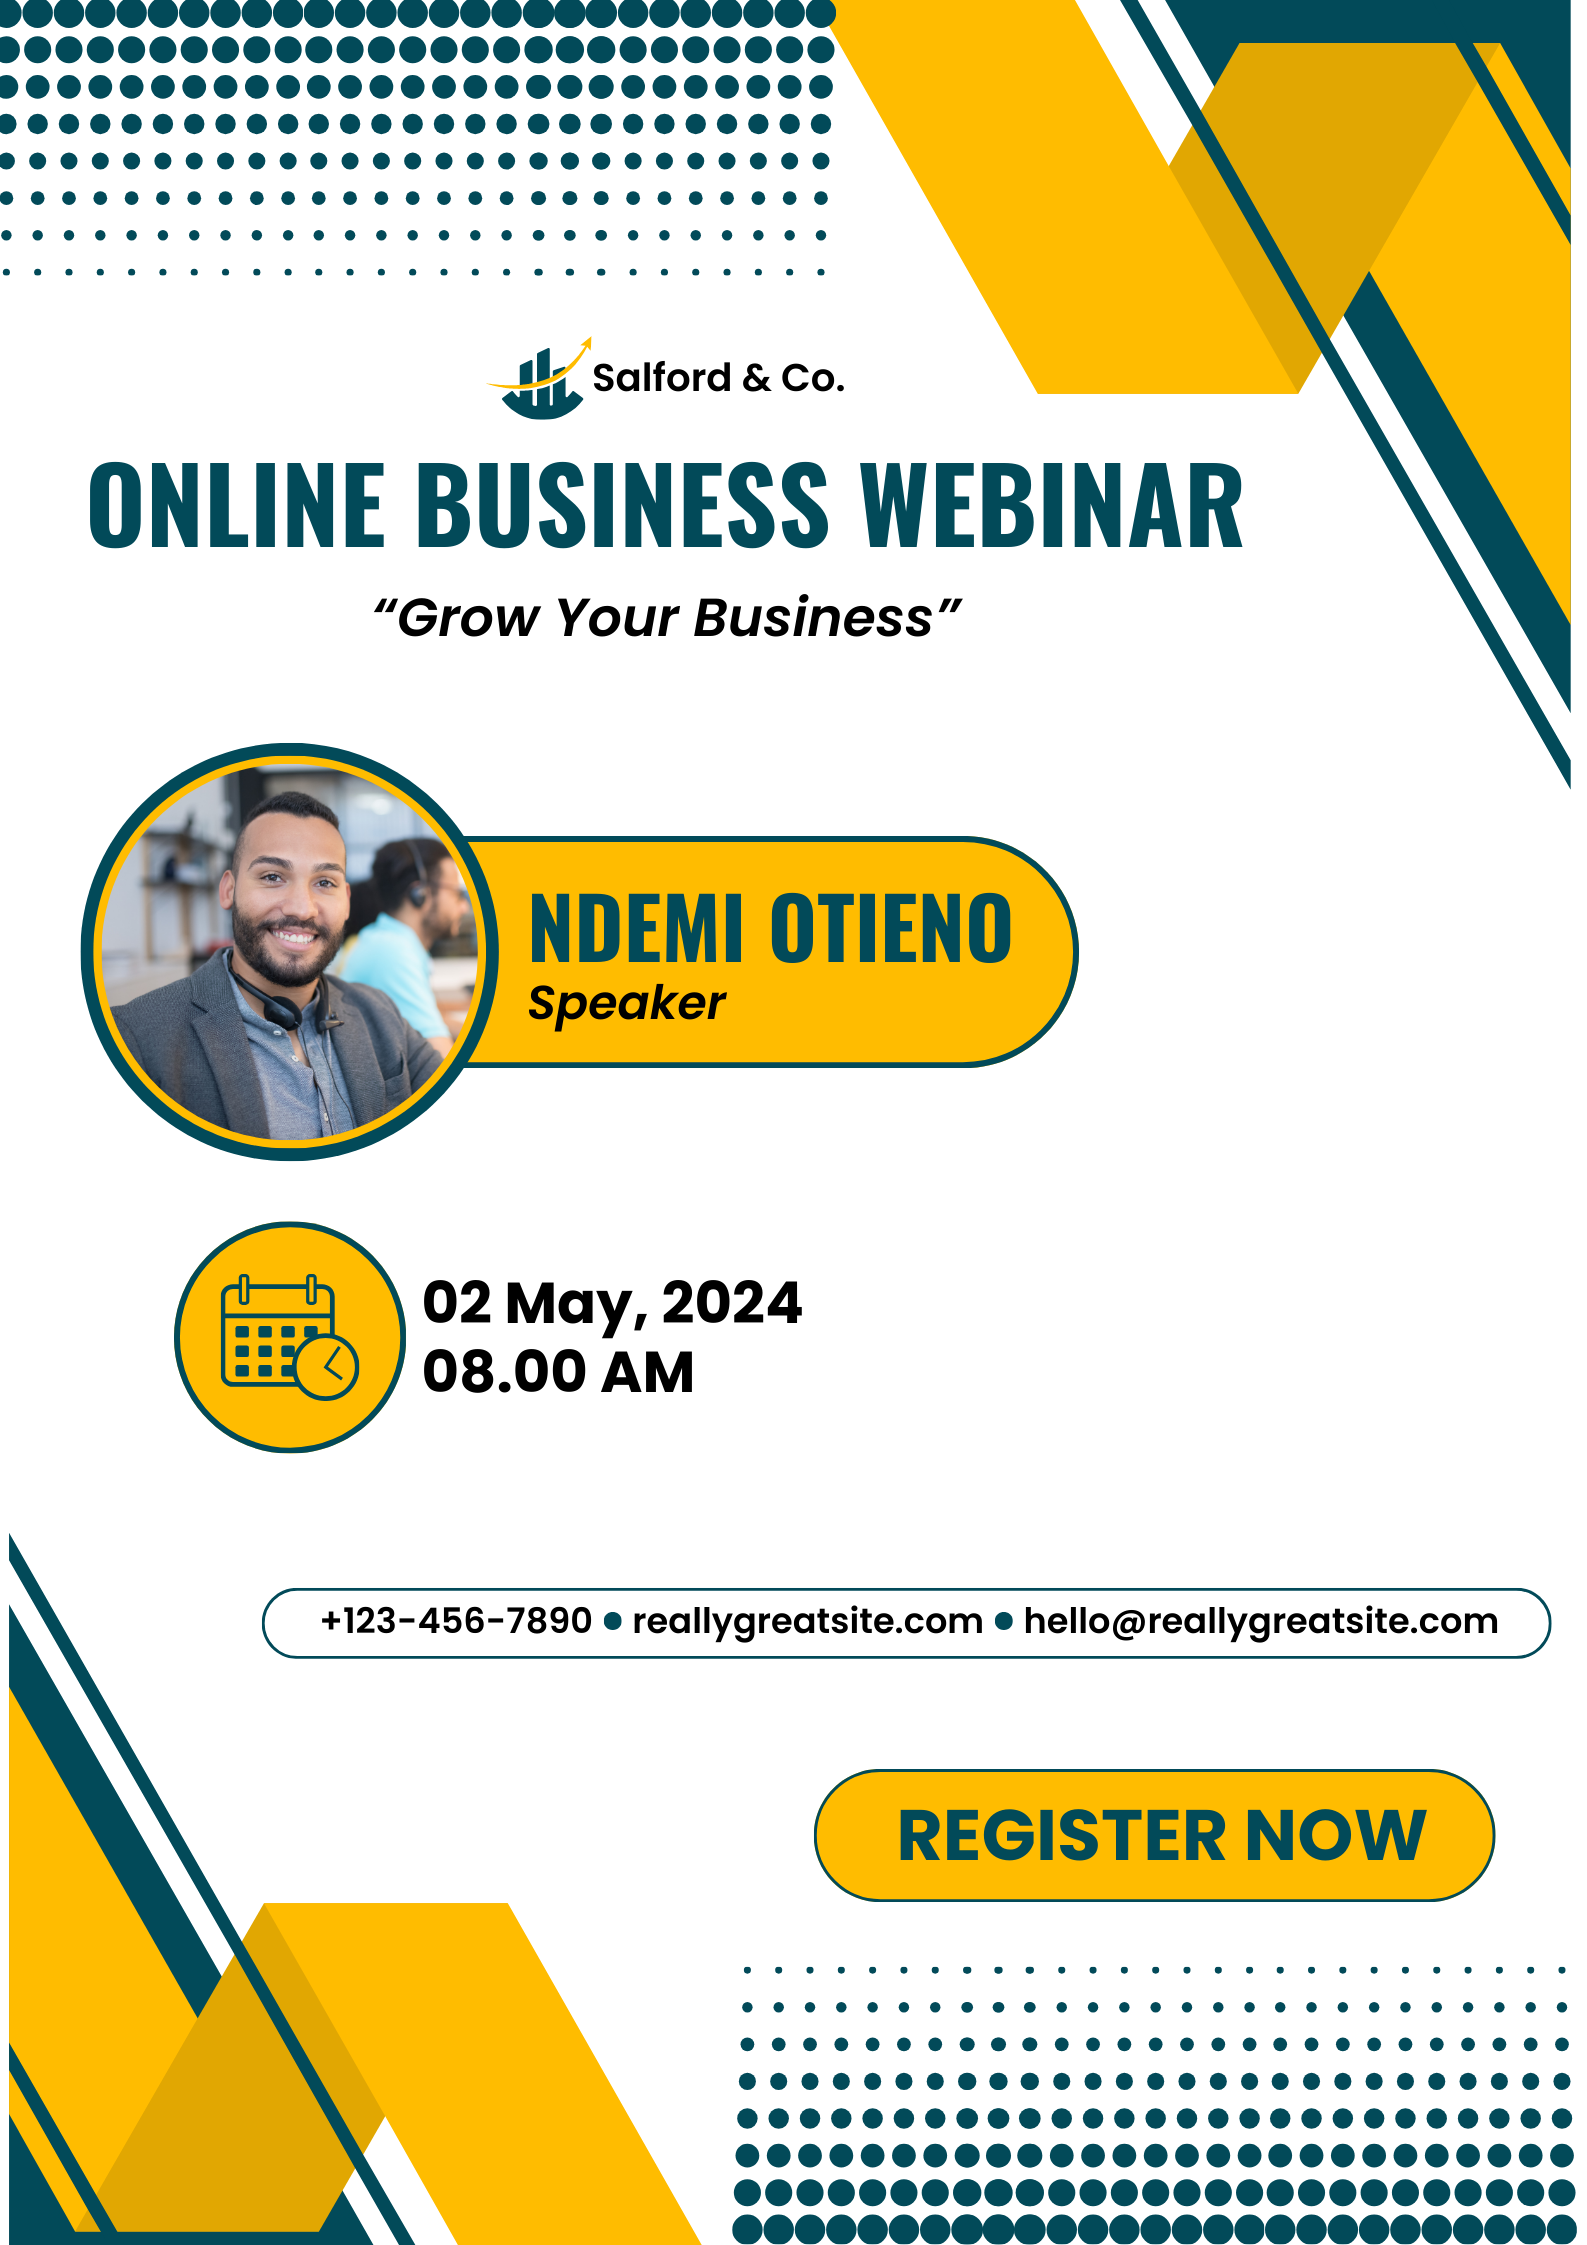 Salford & Co.
ONLINE BUSINESS WEBINAR
“Grow Your Business”
NDEMI OTIENO
Speaker
02 May, 2024
08.00 AM
+123-456-7890 ● reallygreatsite.com ● hello@reallygreatsite.com
REGISTER NOW